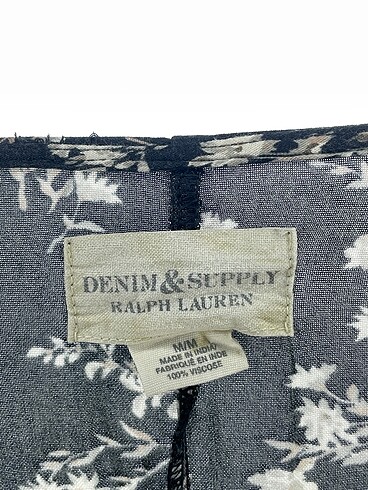 DENIM & SUPPLY
RALPH LAUREN
M/M
MADE IN INDIA/
FABRIQUÉ EN INDE
100% VISCOSE